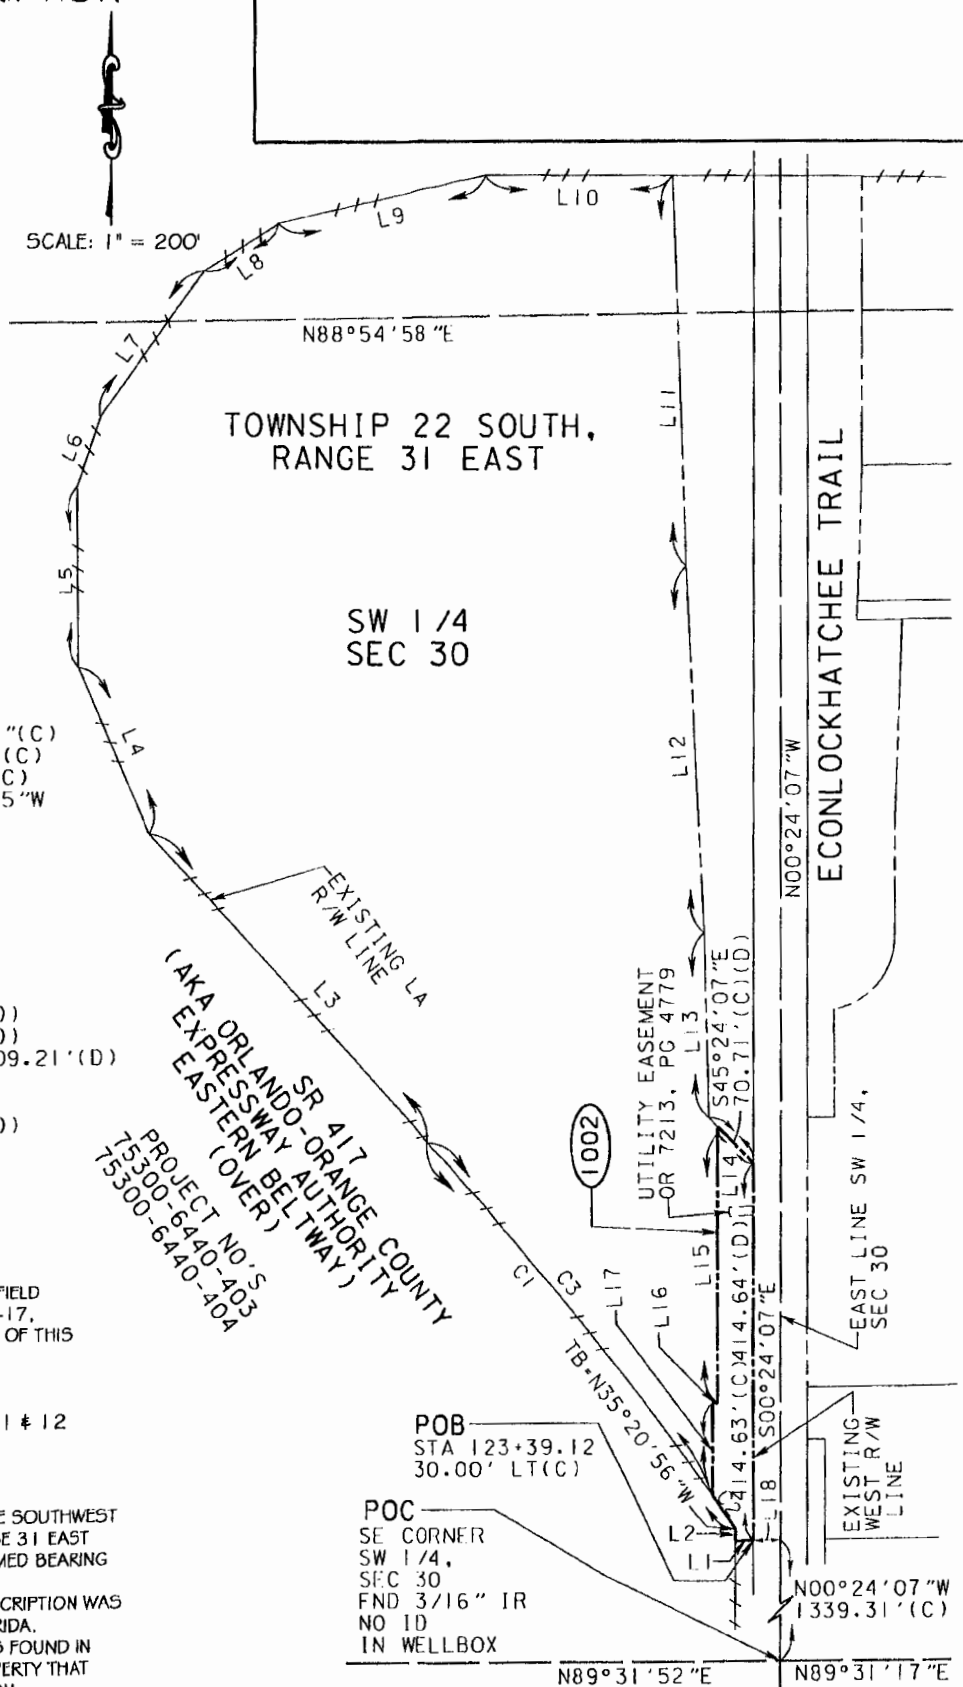 SCALE: 1" = 200'
L10
L9
L8
N88°54'58"E
L7
TOWNSHIP 22 SOUTH,
RANGE 31 EAST
L11
L6
ECONLOCKHATCHEE TRAIL
L5
SW 1/4
SEC 30
"(C)
(C)
C)
5"W
L4
L12
N00°24'07"W
EXISTING LA
R/W LINE
L3
UTILITY EASEMENT
OR 7213, PG 4779
L13
S45°24'07"E
70.71'(C)(D)
))
))
09.21'(D)
))
SR 417
(AKA ORLANDO-ORANGE COUNTY
EXPRESSWAY AUTHORITY
EASTERN BELTWAY)
(OVER)
PROJECT NO'S
75300-6440-403
75300-6440-404
1002
L14
EAST LINE SW 1/4,
SEC 30
L15
414.63'(C)414.64'(D)
S00°24'07"E
C1
C3
L17
L16
TB=N35°20'56"W
FIELD
-17,
OF THIS
1 & 12
POB
STA 123+39.12
30.00' LT(C)
EXISTING
WEST R/W
LINE
C2
L18
L2
L1
POC
SE CORNER
SW 1/4,
SEC 30
FND 3/16" IR
NO ID
IN WELLBOX
E SOUTHWEST
E 31 EAST
MED BEARING
CRIPTION WAS
RIDA.
S FOUND IN
PERTY THAT
N00°24'07"W
1339.31'(C)
N89°31'52"E
N89°31'17"E